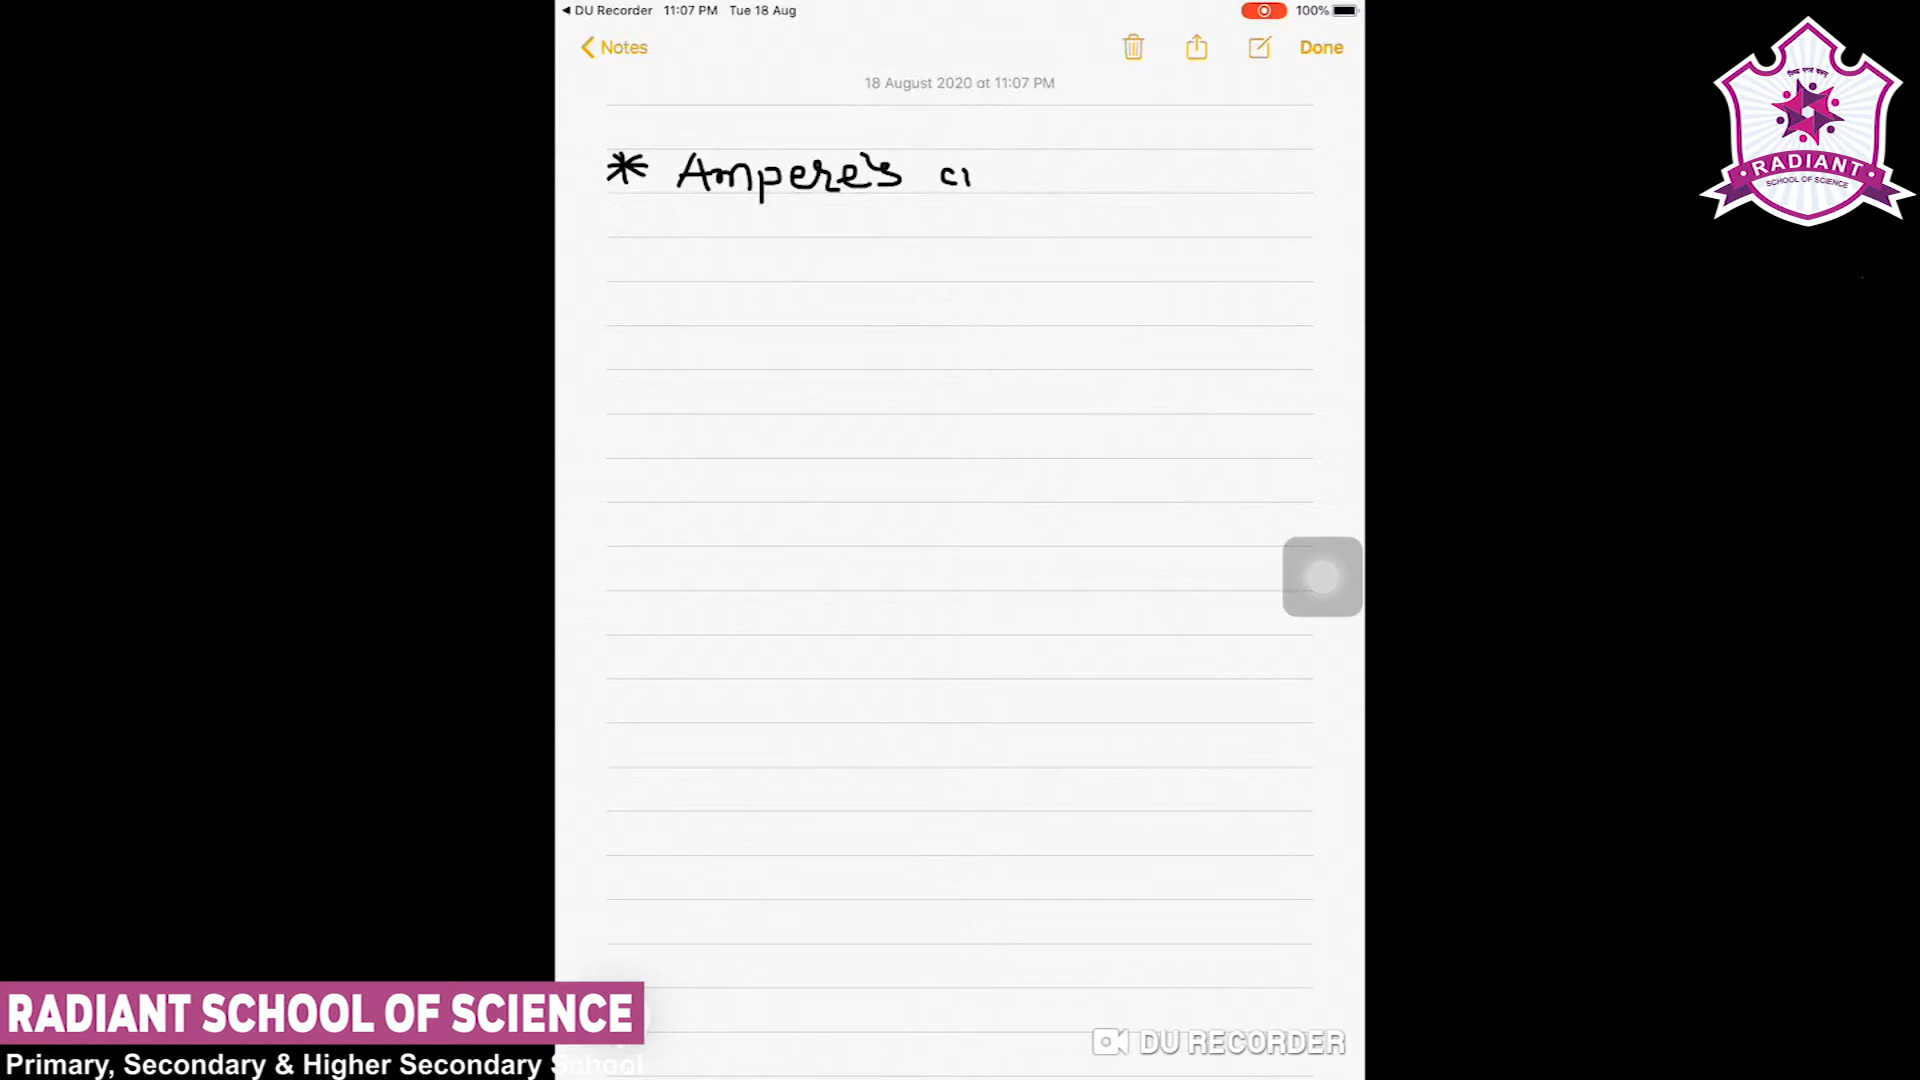 DU Recorder 11:07 PM Tue 18 Aug 100%
Notes Done
18 August 2020 at 11:07 PM
* Ampere's ci
RADIANT
SCHOOL OF SCIENCE
RADIANT SCHOOL OF SCIENCE
Primary, Secondary & Higher Secondary School
DU RECORDER